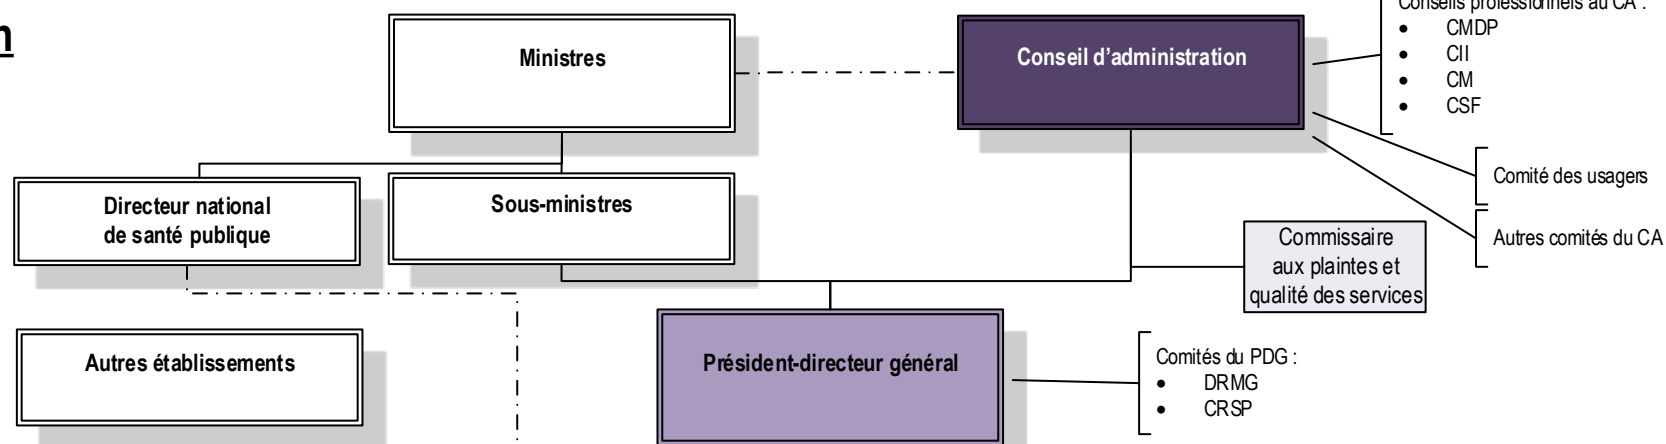 Conseils professionnels au CA :
• CMDP
• CII
• CM
• CSF
Ministres
Conseil d'administration
Comité des usagers
Directeur national
de santé publique
Sous-ministres
Commissaire
aux plaintes et
qualité des services
Autres comités du CA
Autres établissements
Président-directeur général
Comités du PDG :
• DRMG
• CRSP